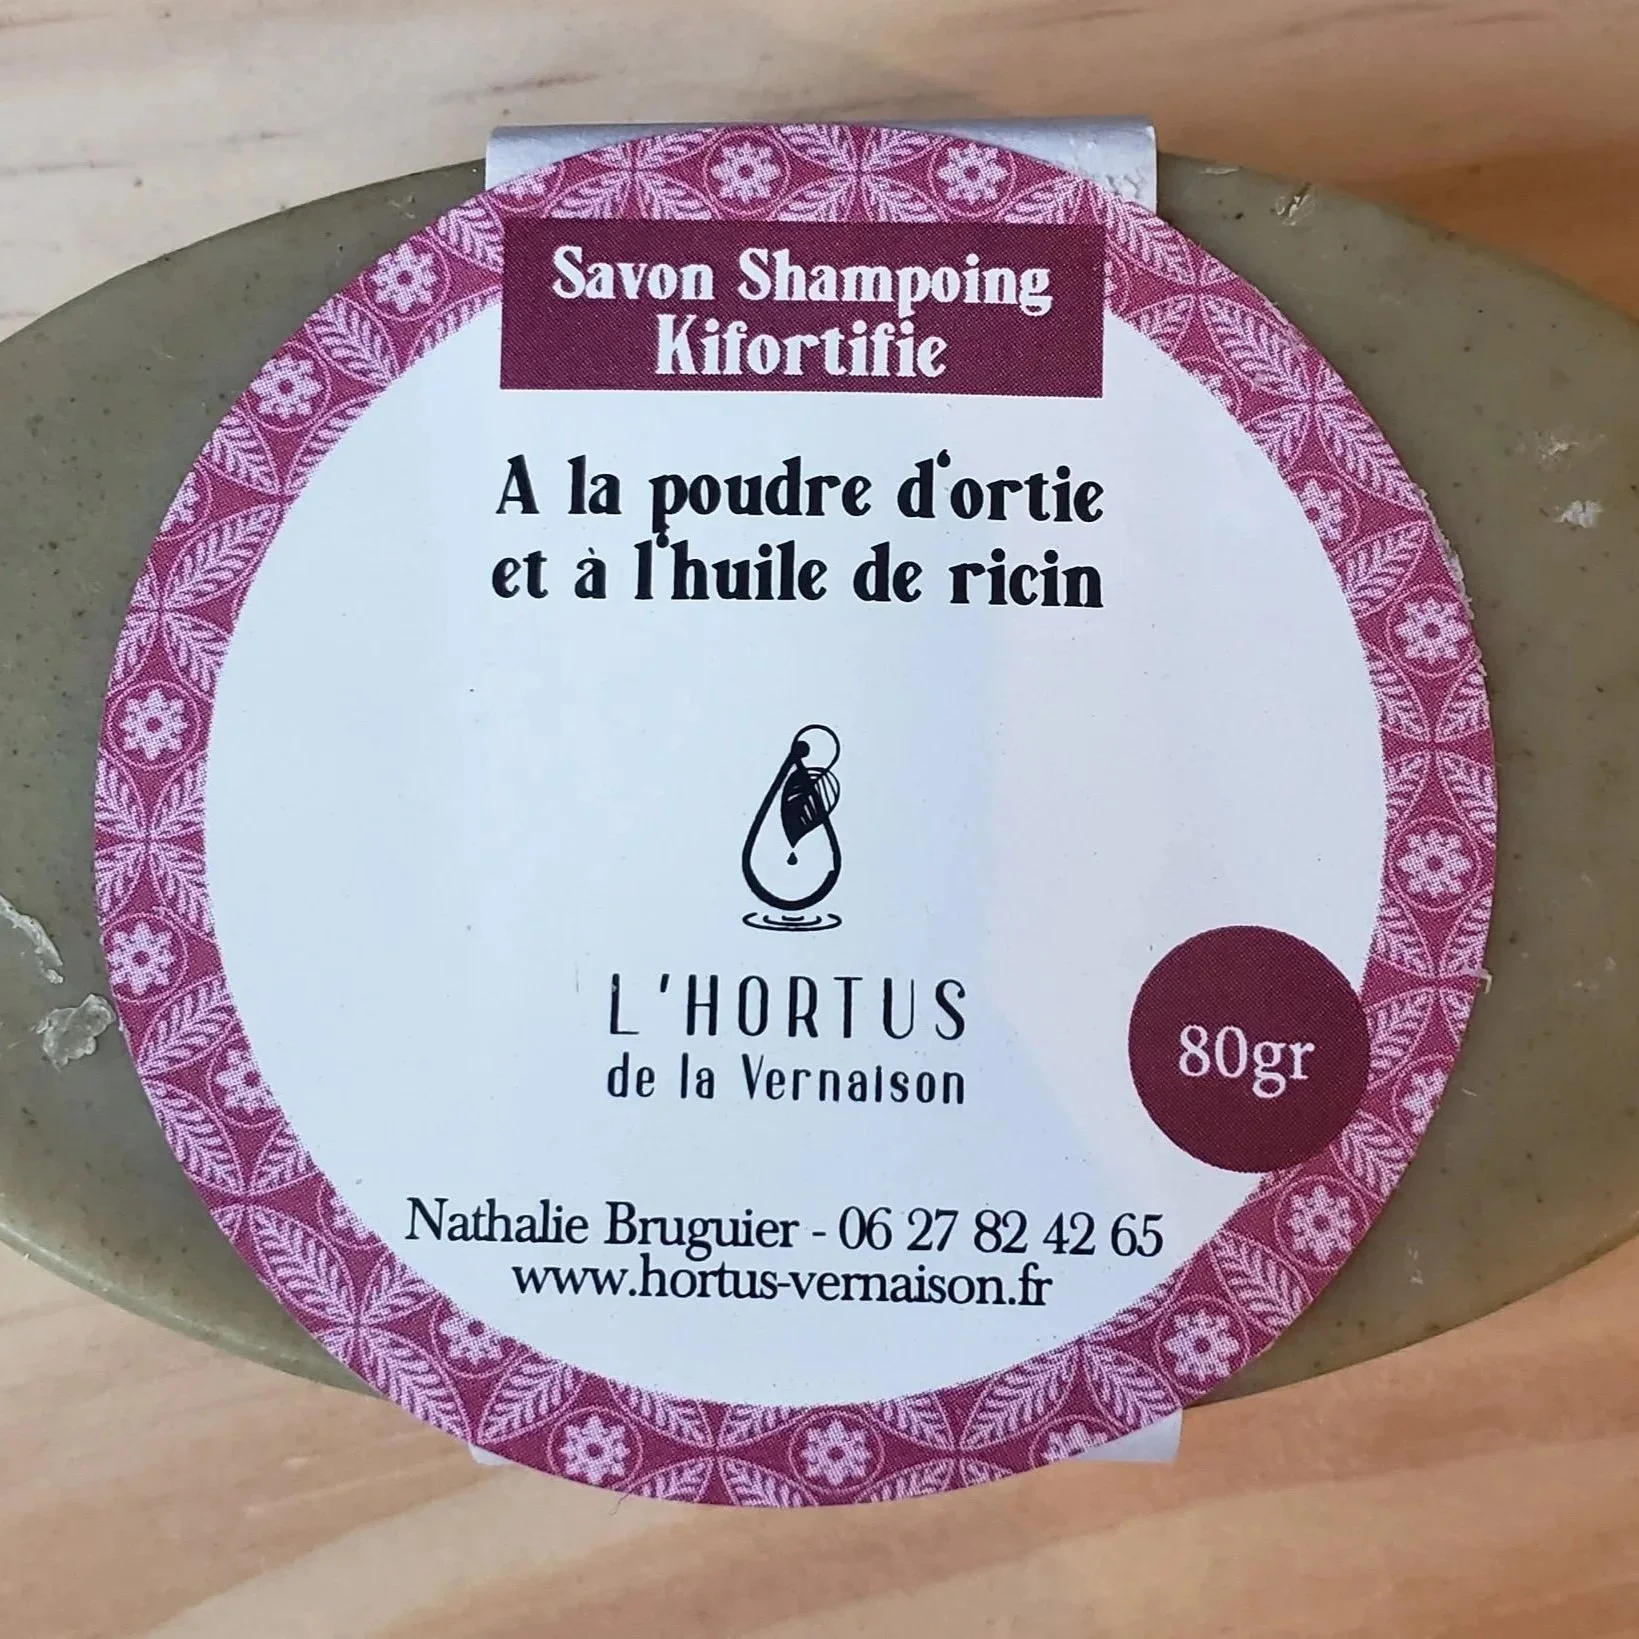 Savon Shampoing
Kifortifie
A la poudre d'ortie
et à l'huile de ricin
L'HORTUS
de la Vernaison
80gr
Nathalie Bruguier - 06 27 82 42 65
www.hortus-vernaison.fr